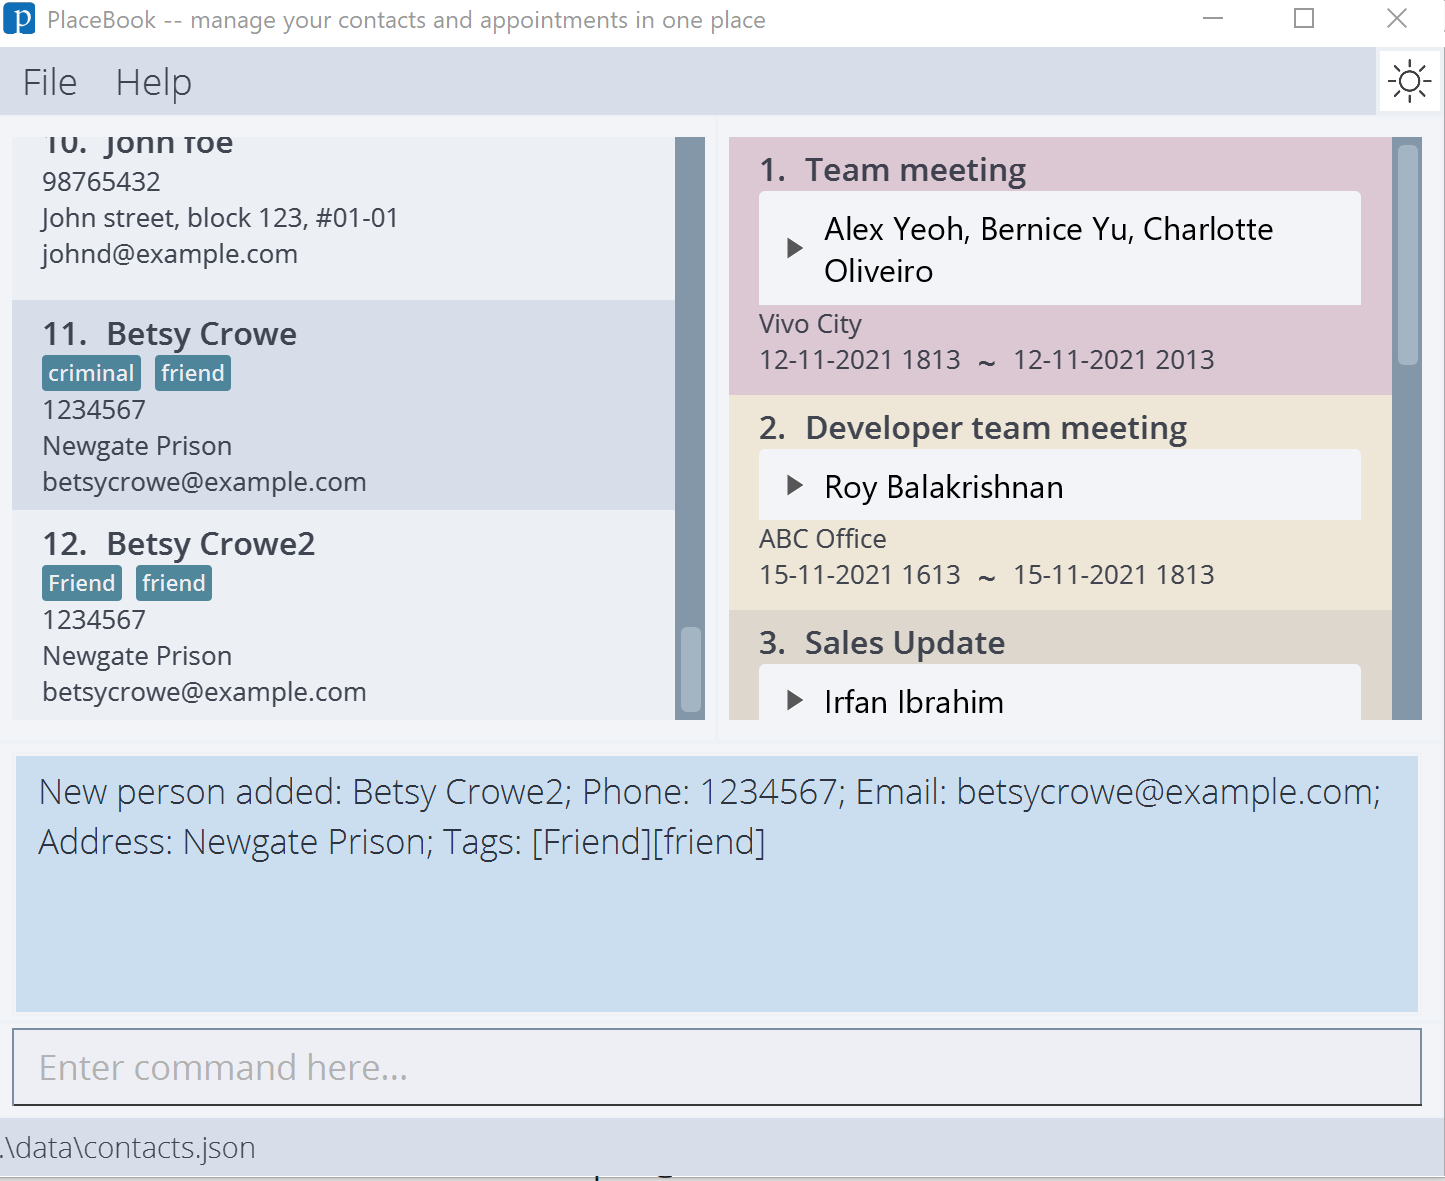 PlaceBook -- manage your contacts and appointments in one place
File Help
10. John foe
98765432
John street, block 123, #01-01
johnd@example.com
11. Betsy Crowe
criminal friend
1234567
Newgate Prison
betsycrowe@example.com
12. Betsy Crowe2
Friend friend
1234567
Newgate Prison
betsycrowe@example.com
1. Team meeting
Alex Yeoh, Bernice Yu, Charlotte
Oliveiro
Vivo City
12-11-2021 1813 ~ 12-11-2021 2013
2. Developer team meeting
Roy Balakrishnan
ABC Office
15-11-2021 1613 ~ 15-11-2021 1813
3. Sales Update
Irfan Ibrahim
New person added: Betsy Crowe2; Phone: 1234567; Email: betsycrowe@example.com;
Address: Newgate Prison; Tags: [Friend][friend]
Enter command here...
.\data\contacts.json